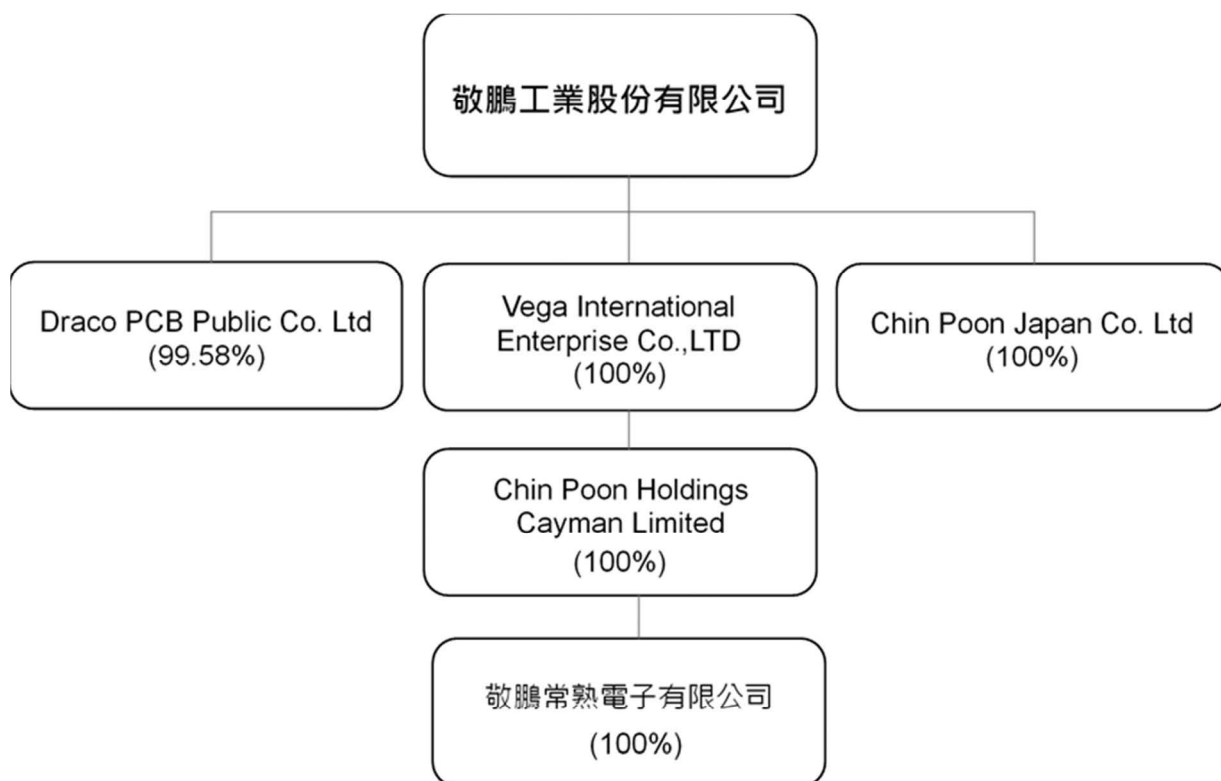 敬鵬工業股份有限公司
Draco PCB Public Co. Ltd
(99.58%)
Vega International
Enterprise Co.,LTD
(100%)
Chin Poon Japan Co. Ltd
(100%)
Chin Poon Holdings
Cayman Limited
(100%)
敬鵬常熟電子有限公司
(100%)